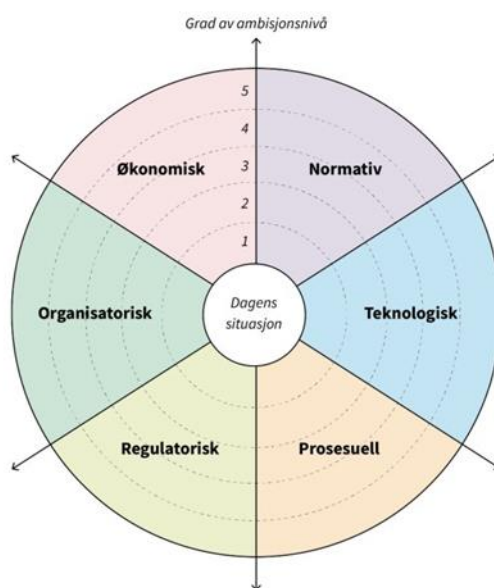 Grad av ambisjonsnivå
5
4
3
2
1
Økonomisk
Normativ
Organisatorisk
Dagens
situasjon
Teknologisk
Regulatorisk
Prosesuell